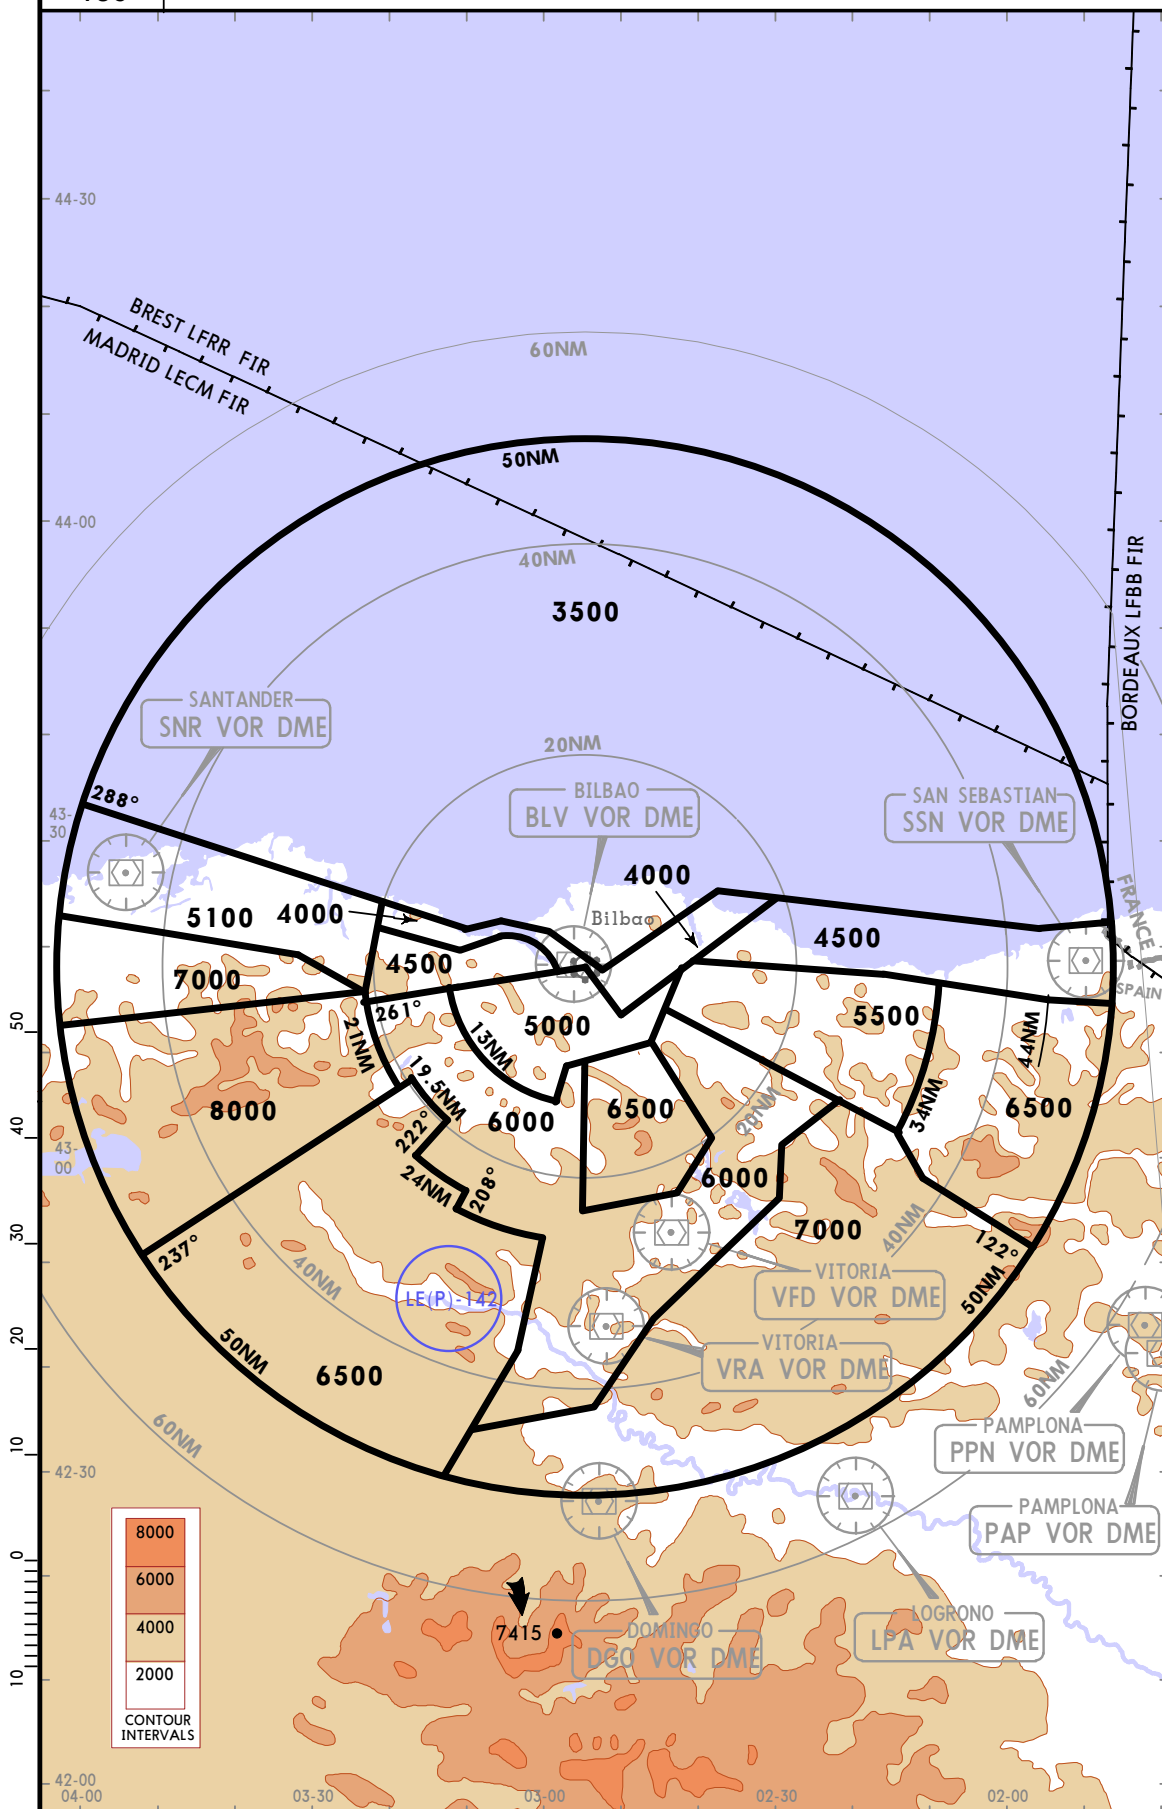 44-30
BREST LFRR FIR
MADRID LECM FIR
60NM
50NM
44-00
40NM
3500
BORDEAUX LFBB FIR
SANTANDER
SNR VOR DME
20NM
288°
BILBAO
BLV VOR DME
SAN SEBASTIAN
SSN VOR DME
43-
30
4000
FRANCE
5100
4000
Bilbao
4500
4500
7000
SPAIN
261°
5000
5500
50
21NM
13NM
44NM
19.5NM
8000
6000
6500
20NM
34NM
6500
40
222°
43-
00
24NM
208°
6000
7000
40NM
30
237°
122°
40NM
VITORIA
VFD VOR DME
50NM
LE(P)-142
20
50NM
VITORIA
VRA VOR DME
6500
60NM
60NM
PAMPLONA
PPN VOR DME
10
42-30
PAMPLONA
PAP VOR DME
8000
6000
4000
2000
CONTOUR
INTERVALS
0
7415
DOMINGO
DGO VOR DME
LOGRONO
LPA VOR DME
10
42-00
04-00
03-30
03-00
02-30
02-00